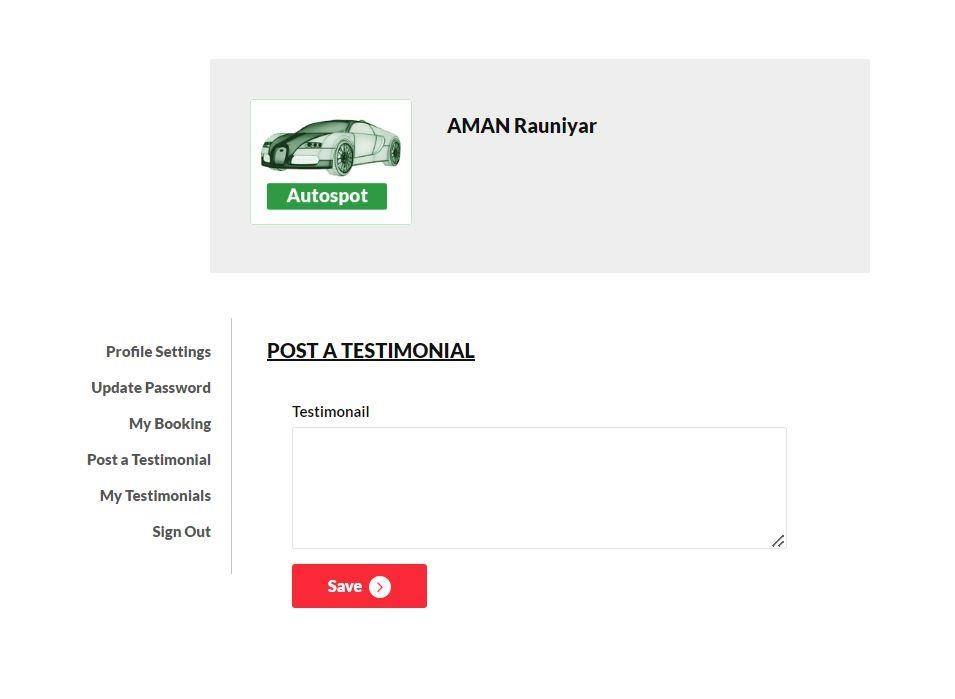 Autospot
AMAN Rauniyar
Profile Settings
Update Password
My Booking
Post a Testimonial
My Testimonials
Sign Out
POST A TESTIMONIAL
Testimonail
Save